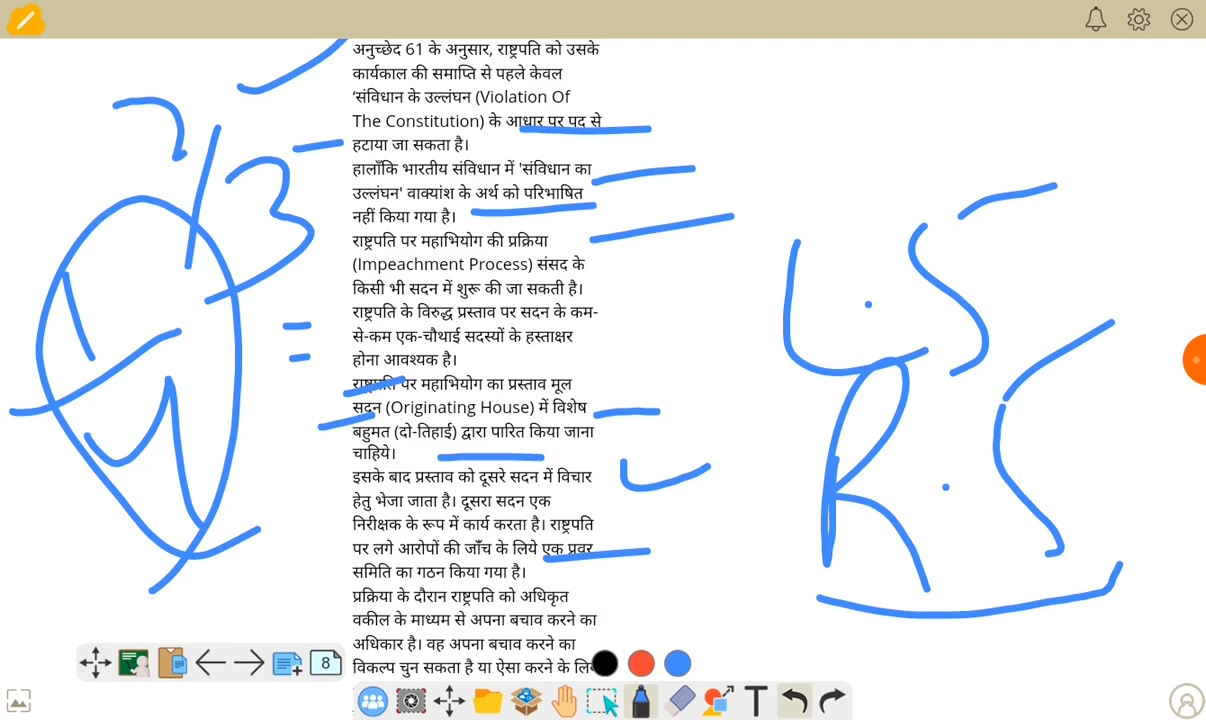 अनुच्छेद 61 के अनुसार, राष्ट्रपति को उसके
कार्यकाल की समाप्ति से पहले केवल
‘संविधान के उल्लंघन (Violation Of
The Constitution) के आधार पर पद से
हटाया जा सकता है।
हालाँकि भारतीय संविधान में 'संविधान का
उल्लंघन' वाक्यांश के अर्थ को परिभाषित
नहीं किया गया है।
राष्ट्रपति पर महाभियोग की प्रक्रिया
(Impeachment Process) संसद के
किसी भी सदन में शुरू की जा सकती है।
राष्ट्रपति के विरुद्ध प्रस्ताव पर सदन के कम-
से-कम एक-चौथाई सदस्यों के हस्ताक्षर
होना आवश्यक है।
राष्ट्रपति पर महाभियोग का प्रस्ताव मूल
सदन (Originating House) में विशेष
बहुमत (दो-तिहाई) द्वारा पारित किया जाना
चाहिये।
इसके बाद प्रस्ताव को दूसरे सदन में विचार
हेतु भेजा जाता है। दूसरा सदन एक
निरीक्षक के रूप में कार्य करता है। राष्ट्रपति
पर लगे आरोपों की जाँच के लिये एक प्रवर
समिति का गठन किया गया है।
प्रक्रिया के दौरान राष्ट्रपति को अधिकृत
वकील के माध्यम से अपना बचाव करने का
अधिकार है। वह अपना बचाव करने का
विकल्प चुन सकता है या ऐसा करने के लिये
2/3
1/4
=
L.S
R.S
8
T